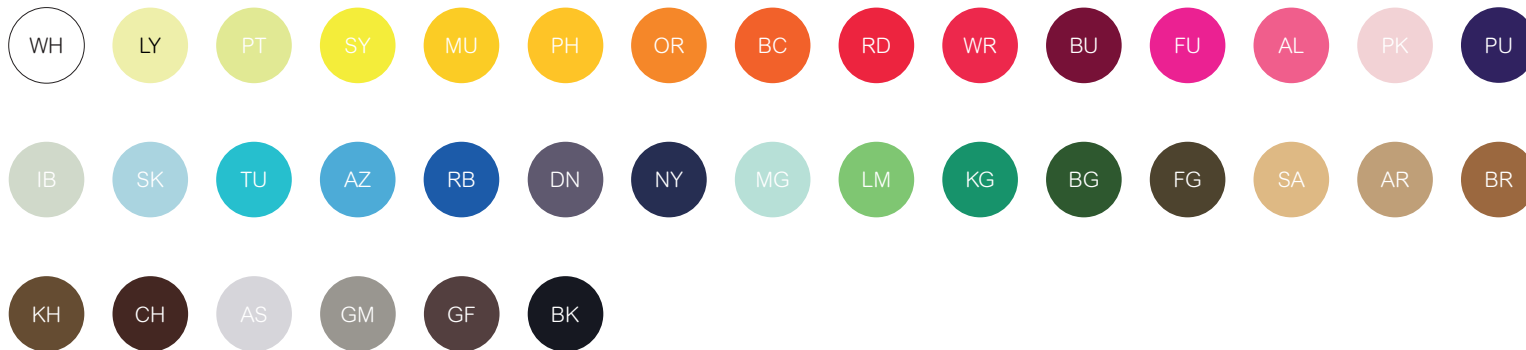 WH LY PT SY MU PH OR BC RD WR BU FU AL PK PU
IB SK TU AZ RB DN NY MG LM KG BG FG SA AR BR
KH CH AS GM GF BK